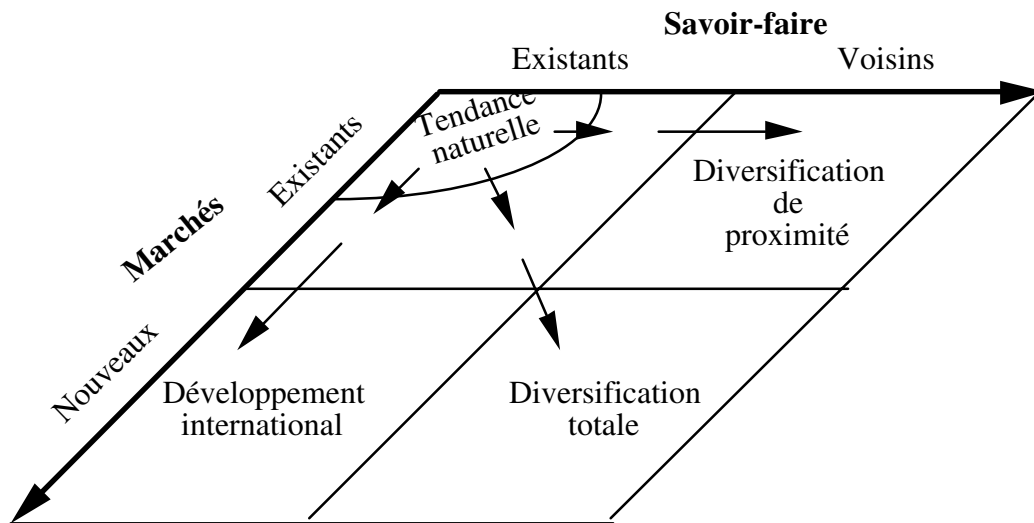 Savoir-faire
Existants
Voisins
Tendance
naturelle
Existants
Marchés
Nouveaux
Diversification
de
proximité
Développement
international
Diversification
totale